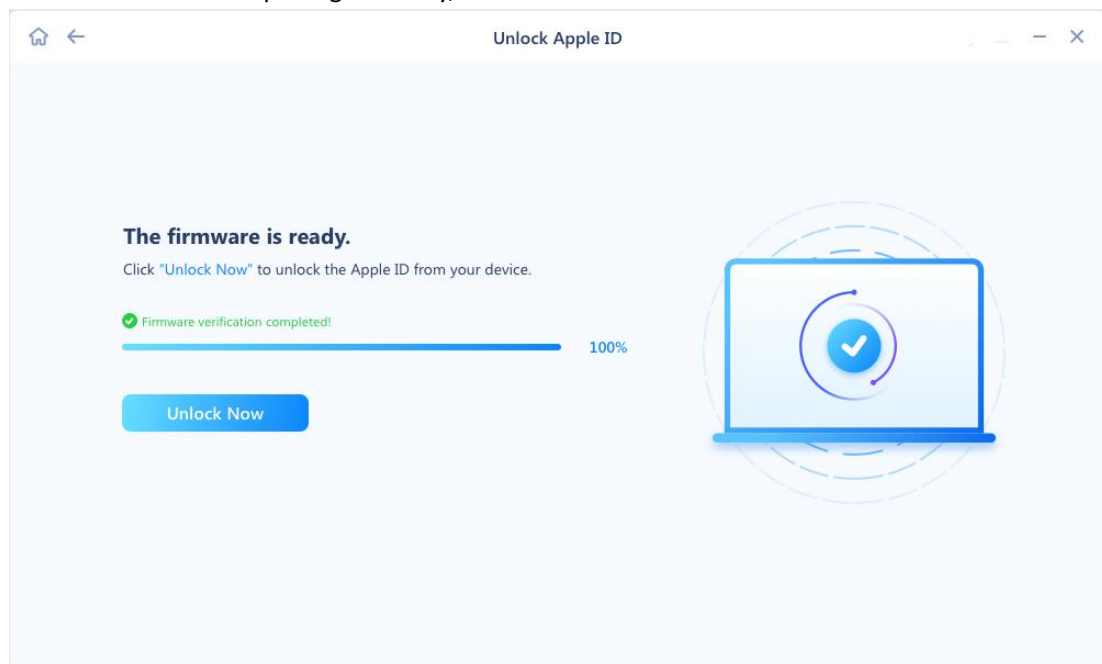 Unlock Apple ID
The firmware is ready.
Click "Unlock Now" to unlock the Apple ID from your device.
Firmware verification completed!
100%
Unlock Now